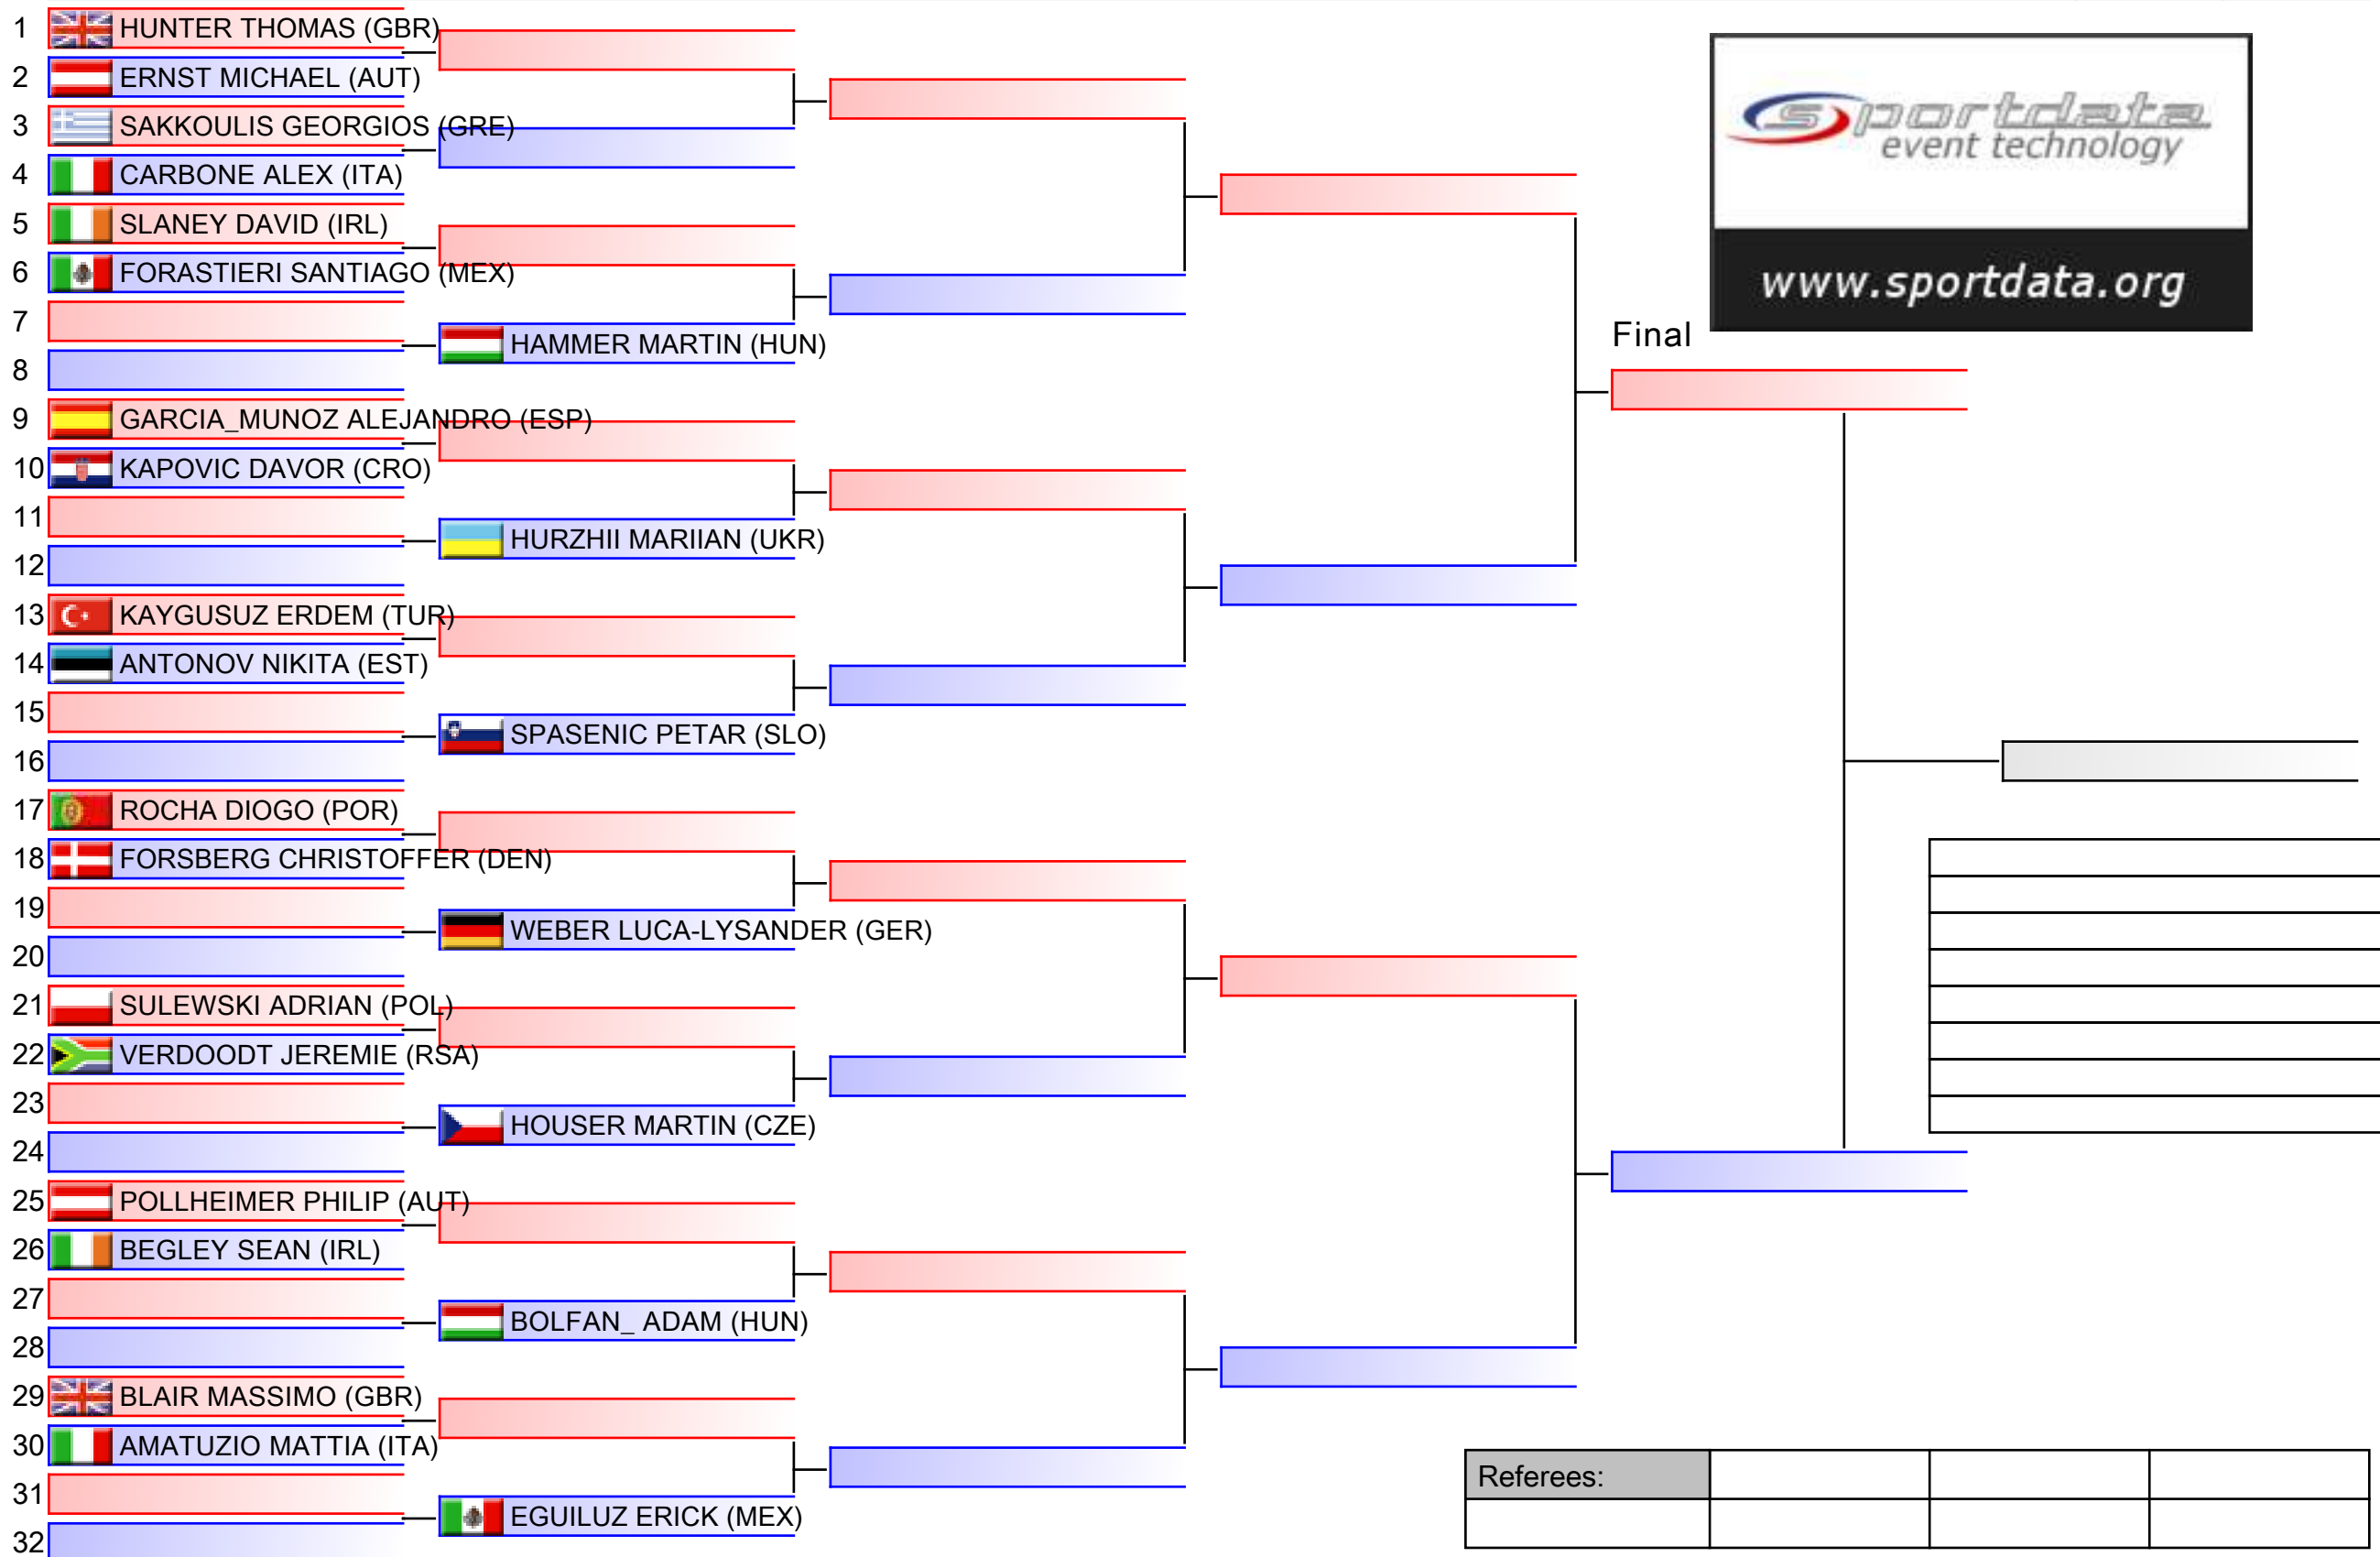 1 HUNTER THOMAS (GBR)
2 ERNST MICHAEL (AUT)
3 SAKKOULIS GEORGIOS (GRE)
4 CARBONE ALEX (ITA)
5 SLANEY DAVID (IRL)
6 FORASTIERI SANTIAGO (MEX)
7
HAMMER MARTIN (HUN)
8
9 GARCIA_MUNOZ ALEJANDRO (ESP)
10 KAPOVIC DAVOR (CRO)
11
HURZHII MARIIAN (UKR)
12
13 KAYGUSUZ ERDEM (TUR)
14 ANTONOV NIKITA (EST)
15
SPASENIC PETAR (SLO)
16
17 ROCHA DIOGO (POR)
18 FORSBERG CHRISTOFFER (DEN)
19
WEBER LUCA-LYSANDER (GER)
20
21 SULEWSKI ADRIAN (POL)
22 VERDOODT JEREMIE (RSA)
23
HOUSER MARTIN (CZE)
24
25 POLLHEIMER PHILIP (AUT)
26 BEGLEY SEAN (IRL)
27
BOLFAN_ ADAM (HUN)
28
29 BLAIR MASSIMO (GBR)
30 AMATUZIO MATTIA (ITA)
31
EGUILUZ ERICK (MEX)
32
sportdata
event technology
www.sportdata.org
Final
Referees: